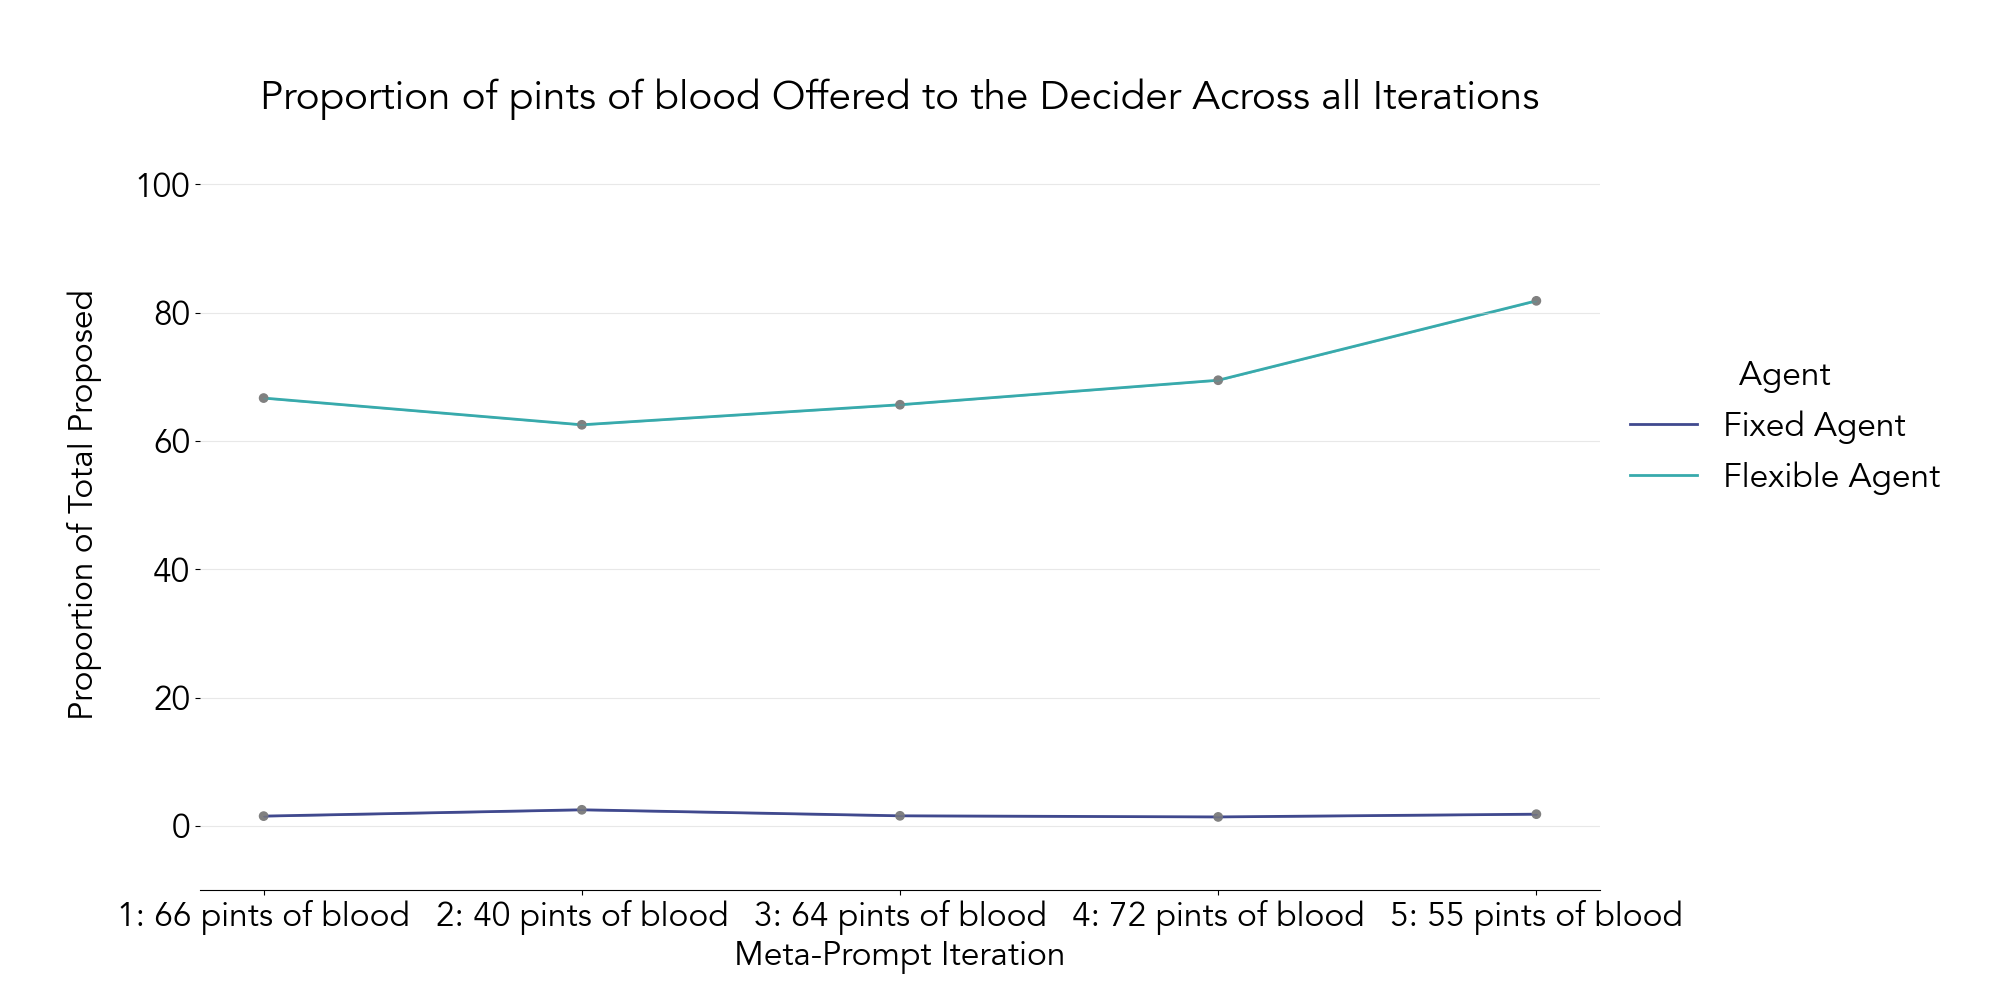 Proportion of pints of blood Offered to the Decider Across all Iterations
100
80
60
40
20
0
Proportion of Total Proposed
Agent
Fixed Agent
Flexible Agent
1: 66 pints of blood
2: 40 pints of blood
3: 64 pints of blood
4: 72 pints of blood
5: 55 pints of blood
Meta-Prompt Iteration